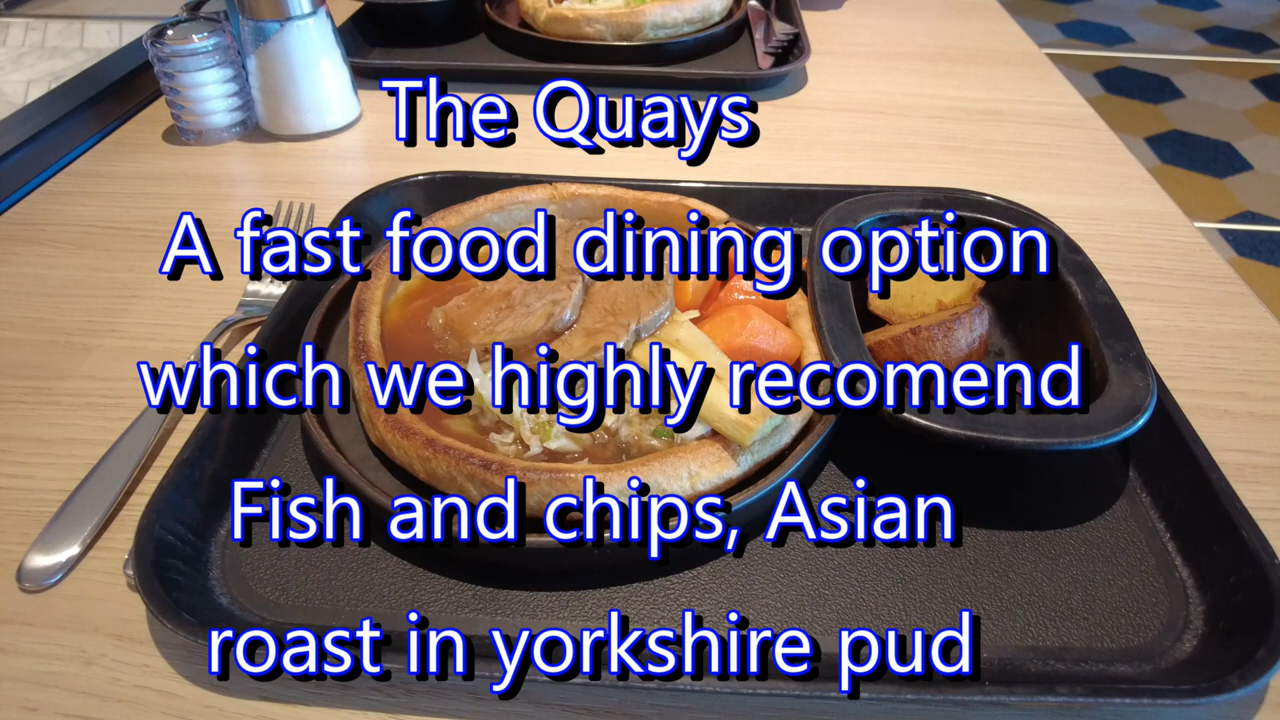 The Quays
A fast food dining option
which we highly recomend
Fish and chips, Asian
roast in yorkshire pud